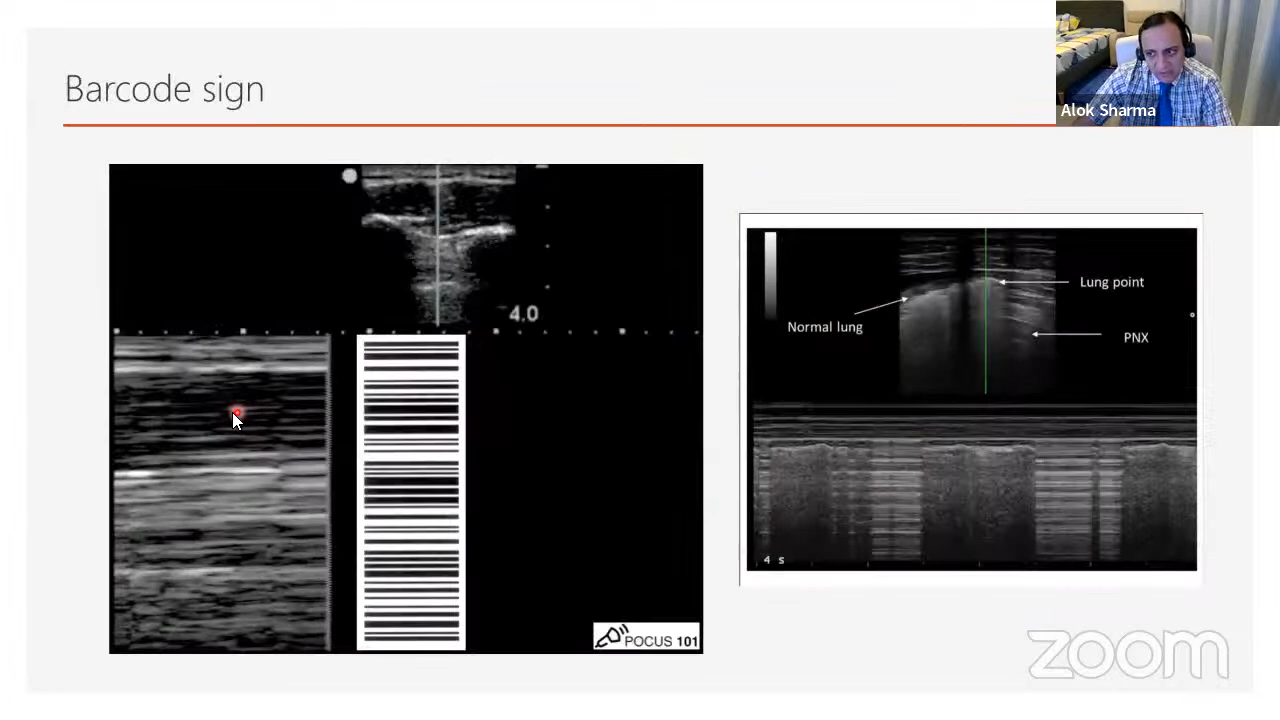 Barcode sign
Alok Sharma
4.0
POCUS 101
Lung point
Normal lung
PNX
4 s
zoom